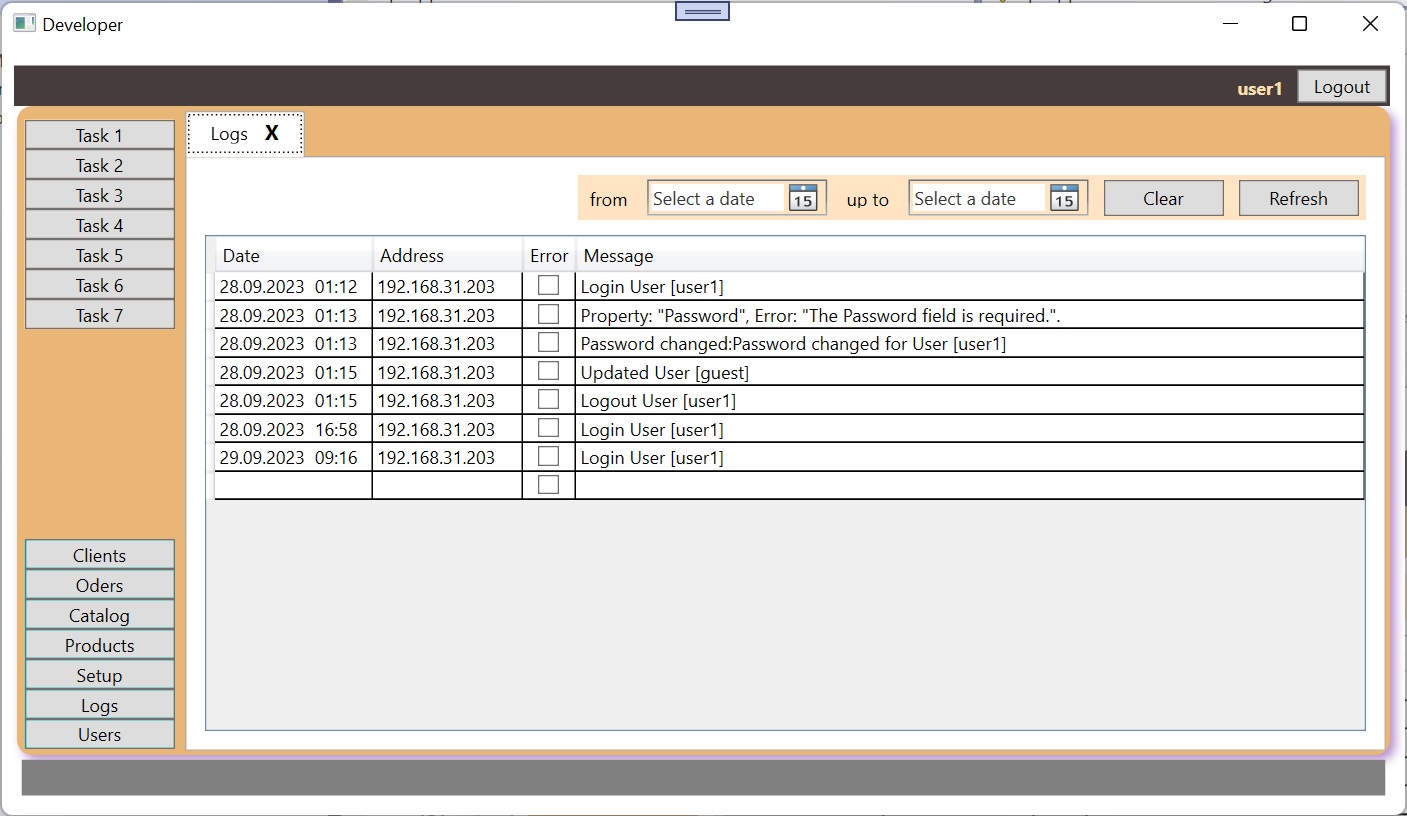 Developer
user1 Logout
Task 1
Task 2
Task 3
Task 4
Task 5
Task 6
Task 7
Clients
Oders
Catalog
Products
Setup
Logs
Users
Logs X
from Select a date 15 up to Select a date 15 Clear Refresh
Date Address Error Message
28.09.2023 01:12 192.168.31.203 Login User [user1]
28.09.2023 01:13 192.168.31.203 Property: "Password", Error: "The Password field is required.".
28.09.2023 01:13 192.168.31.203 Password changed:Password changed for User [user1]
28.09.2023 01:15 192.168.31.203 Updated User [guest]
28.09.2023 01:15 192.168.31.203 Logout User [user1]
28.09.2023 16:58 192.168.31.203 Login User [user1]
29.09.2023 09:16 192.168.31.203 Login User [user1]